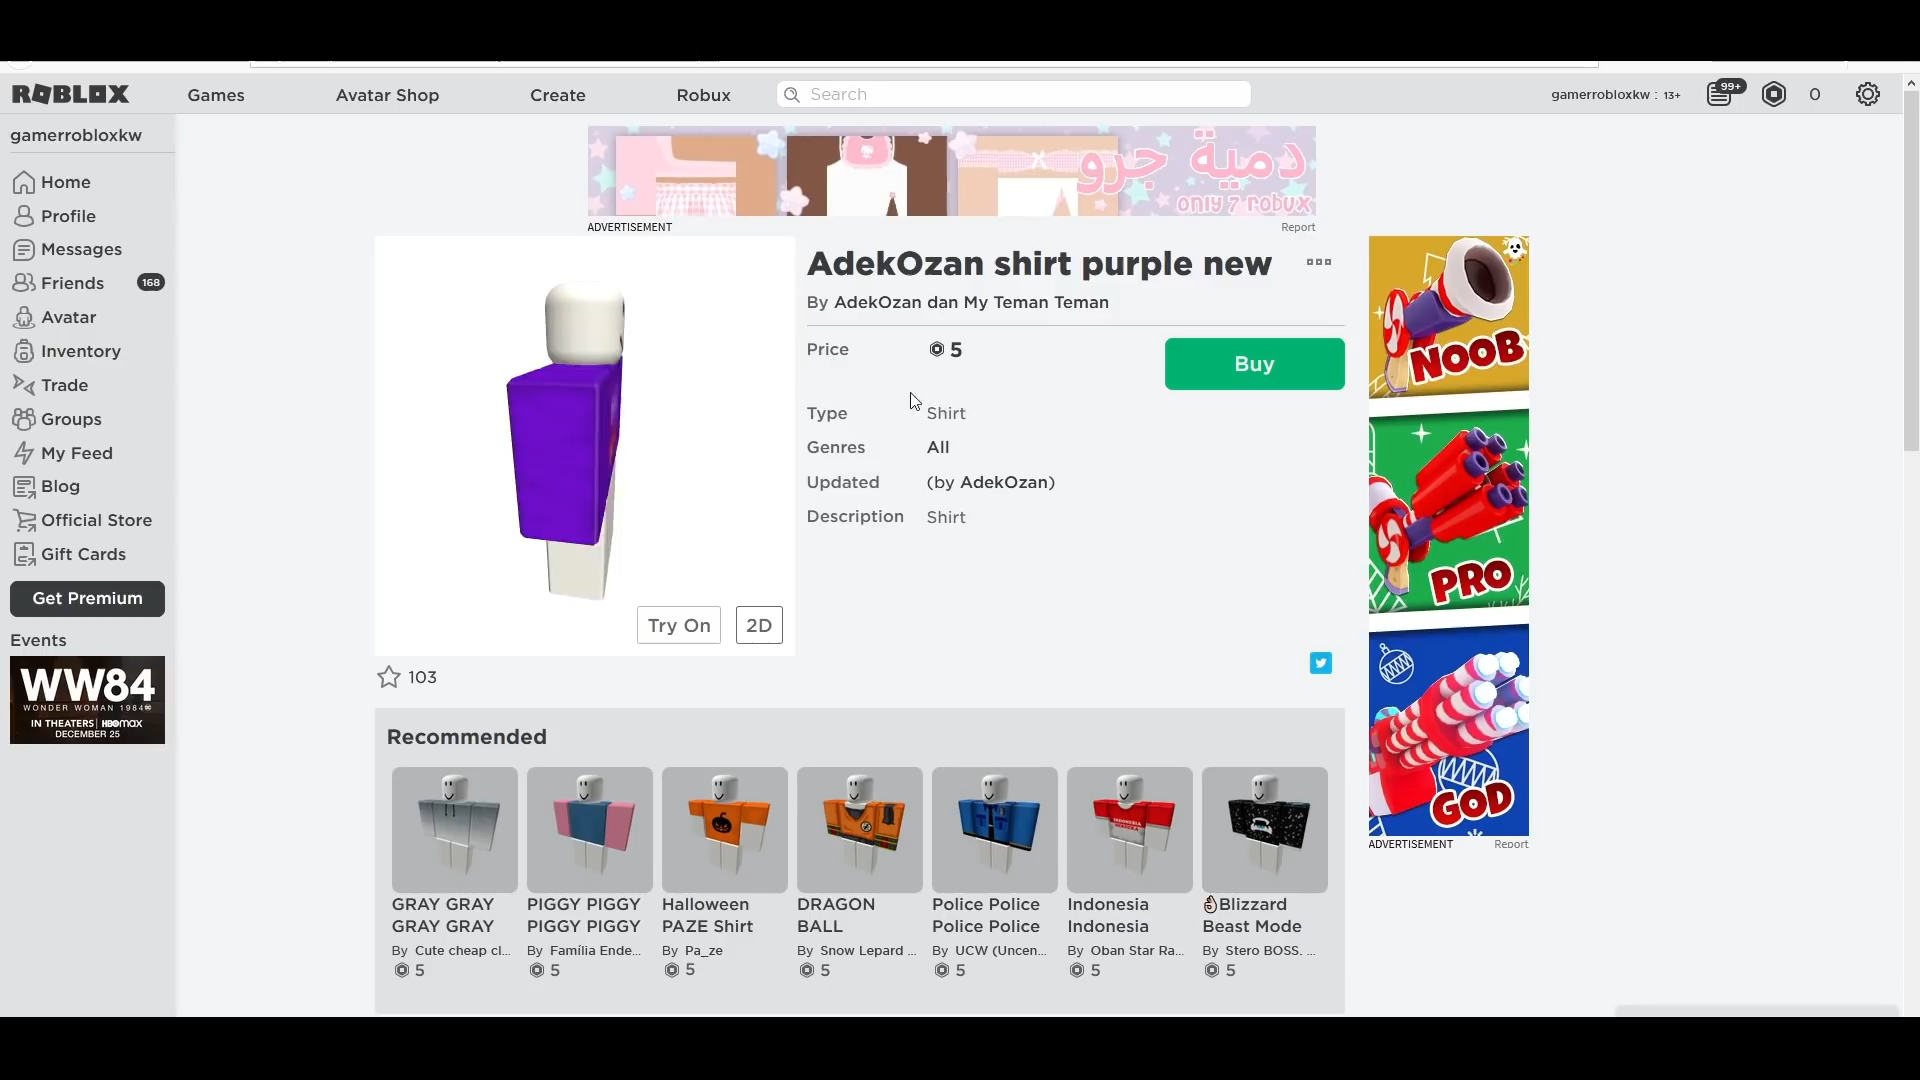 ROBLOX
Games
Avatar Shop
Create
Robux
Search
gamerrobloxkw : 13+
99+
0
gamerrobloxkw
Home
Profile
Messages
Friends
168
Avatar
Inventory
Trade
Groups
My Feed
Blog
Official Store
Gift Cards
Get Premium
Events
WW84
WONDER WOMAN 1984
IN THEATERS | HBOmax
DECEMBER 25
دمية جرو
only 7 robux
ADVERTISEMENT
Report
AdekOzan shirt purple new
By AdekOzan dan My Teman Teman
Price
5
Buy
Type
Shirt
Genres
All
Updated
(by AdekOzan)
Description
Shirt
Try On
2D
103
NOOB
PRO
GOD
ADVERTISEMENT
Report
Recommended
GRAY GRAY
GRAY GRAY
By Cute cheap cl...
5
PIGGY PIGGY
PIGGY PIGGY
By Família Ende...
5
Halloween
PAZE Shirt
By Pa_ze
5
DRAGON
BALL
By Snow Lepard ...
5
Police Police
Police Police
By UCW (Uncen...
5
INDONESIA
Indonesia
Indonesia
By Oban Star Ra...
5
👌Blizzard
Beast Mode
By Stero BOSS. ...
5